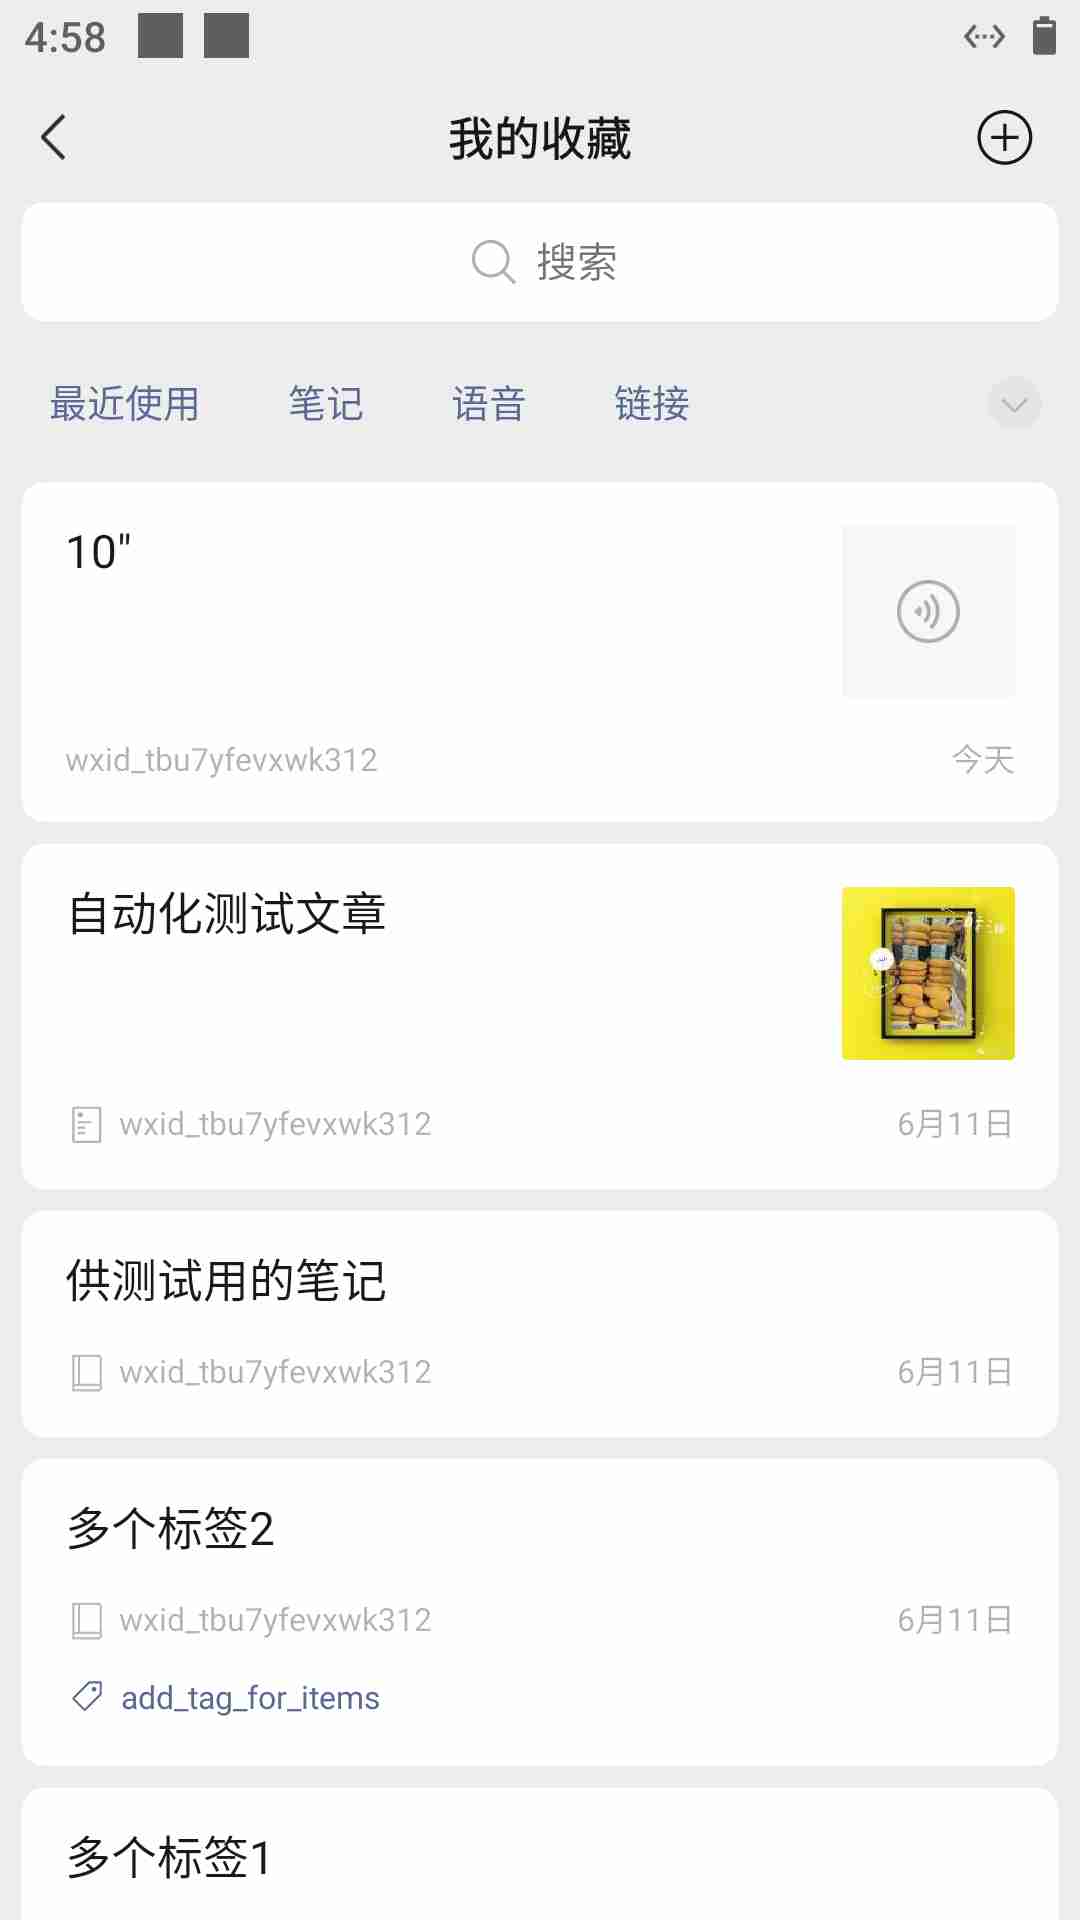 4:58
我的收藏
搜索
最近使用 笔记 语音 链接
10"
wxid_tbu7yfevxwk312 今天
自动化测试文章
wxid_tbu7yfevxwk312 6月11日
供测试用的笔记
wxid_tbu7yfevxwk312 6月11日
多个标签2
wxid_tbu7yfevxwk312 6月11日
add_tag_for_items
多个标签1